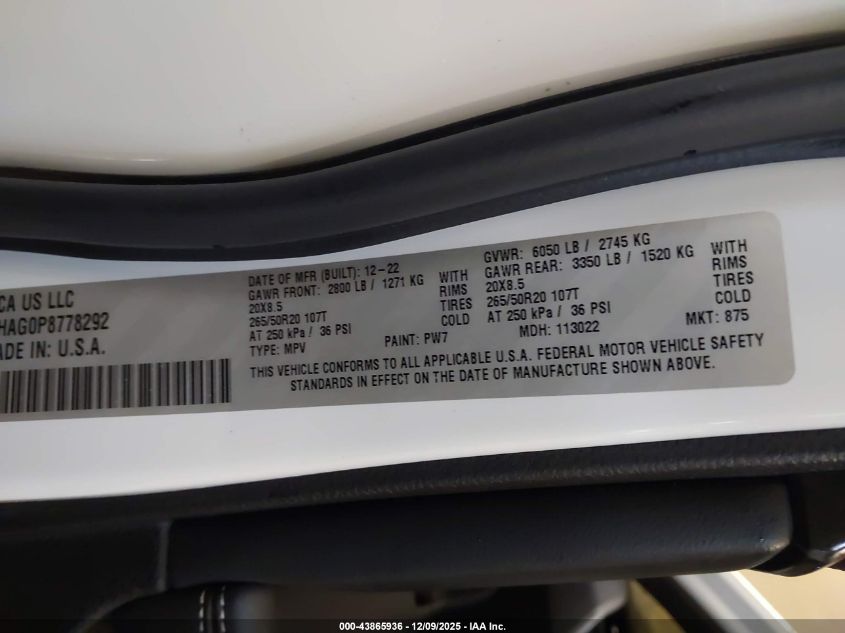 CA US LLC
HAG0P8778292
ADE IN: U.S.A.
DATE OF MFR (BUILT): 12-22
GAWR FRONT: 2800 LB / 1271 KG WITH
20X8.5 RIMS
265/50R20 107T TIRES
AT 250 kPa / 36 PSI COLD
TYPE: MPV PAINT: PW7
GVWR: 6050 LB / 2745 KG
GAWR REAR: 3350 LB / 1520 KG WITH
20X8.5 RIMS
265/50R20 107T TIRES
AT 250 kPa / 36 PSI COLD
MDH: 113022 MKT: 875
THIS VEHICLE CONFORMS TO ALL APPLICABLE U.S.A. FEDERAL MOTOR VEHICLE SAFETY
STANDARDS IN EFFECT ON THE DATE OF MANUFACTURE SHOWN ABOVE.
000-43865936 - 12/09/2025 - IAA Inc.